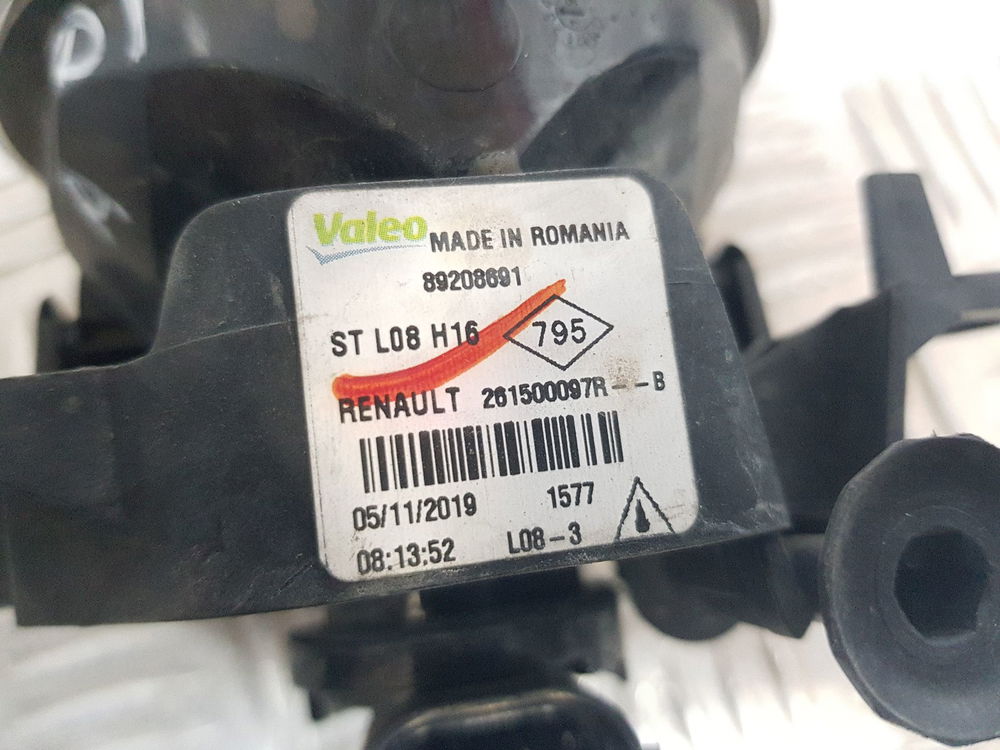 Valeo MADE IN ROMANIA
89208691
ST L08 H16 795
RENAULT 261500097R--B
05/11/2019 1577
08:13:52 L08-3